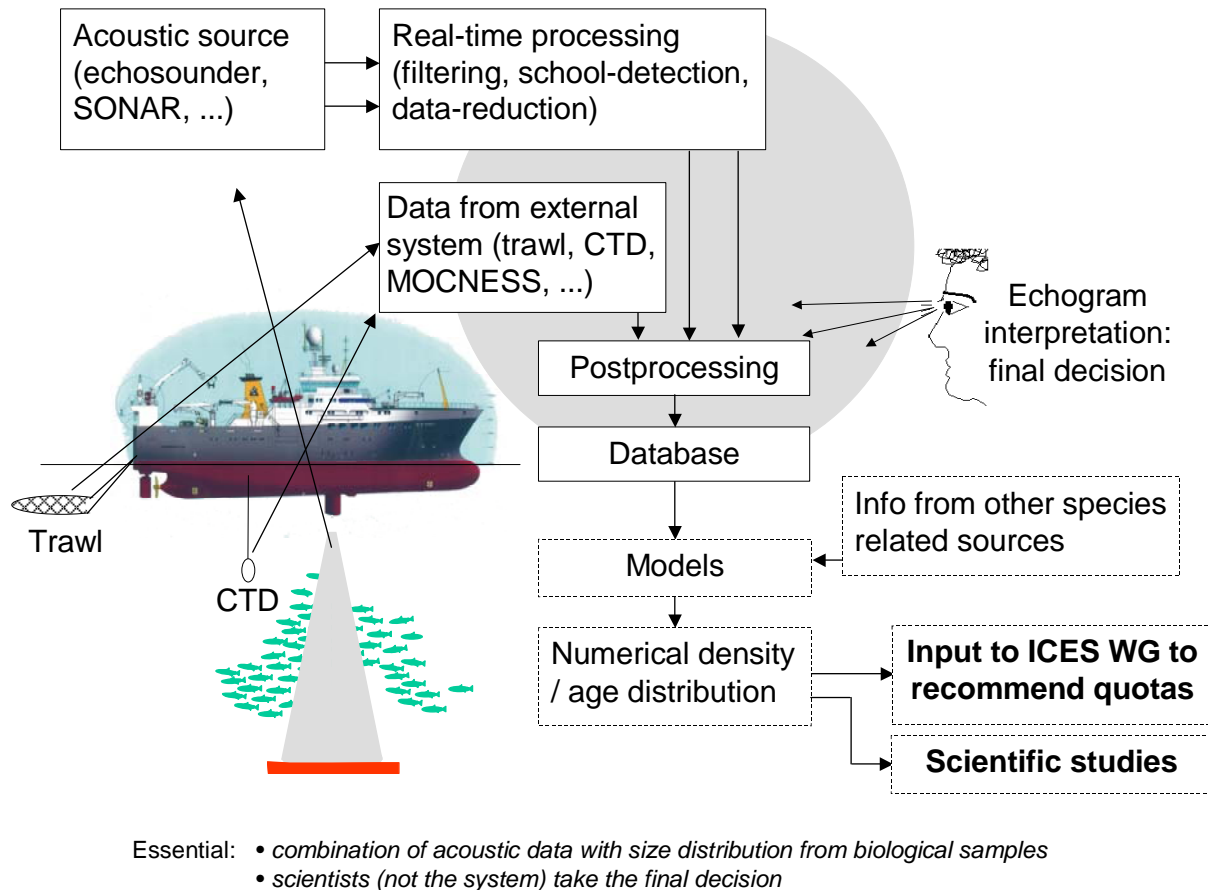 Acoustic source
(echosounder,
SONAR, ...)
Real-time processing
(filtering, school-detection,
data-reduction)
Data from external
system (trawl, CTD,
MOCNESS, ...)
Echogram
interpretation:
final decision
Postprocessing
Database
Trawl
CTD
Info from other species
related sources
Models
Numerical density
/ age distribution
Input to ICES WG to
recommend quotas
Scientific studies
Essential: • combination of acoustic data with size distribution from biological samples
• scientists (not the system) take the final decision